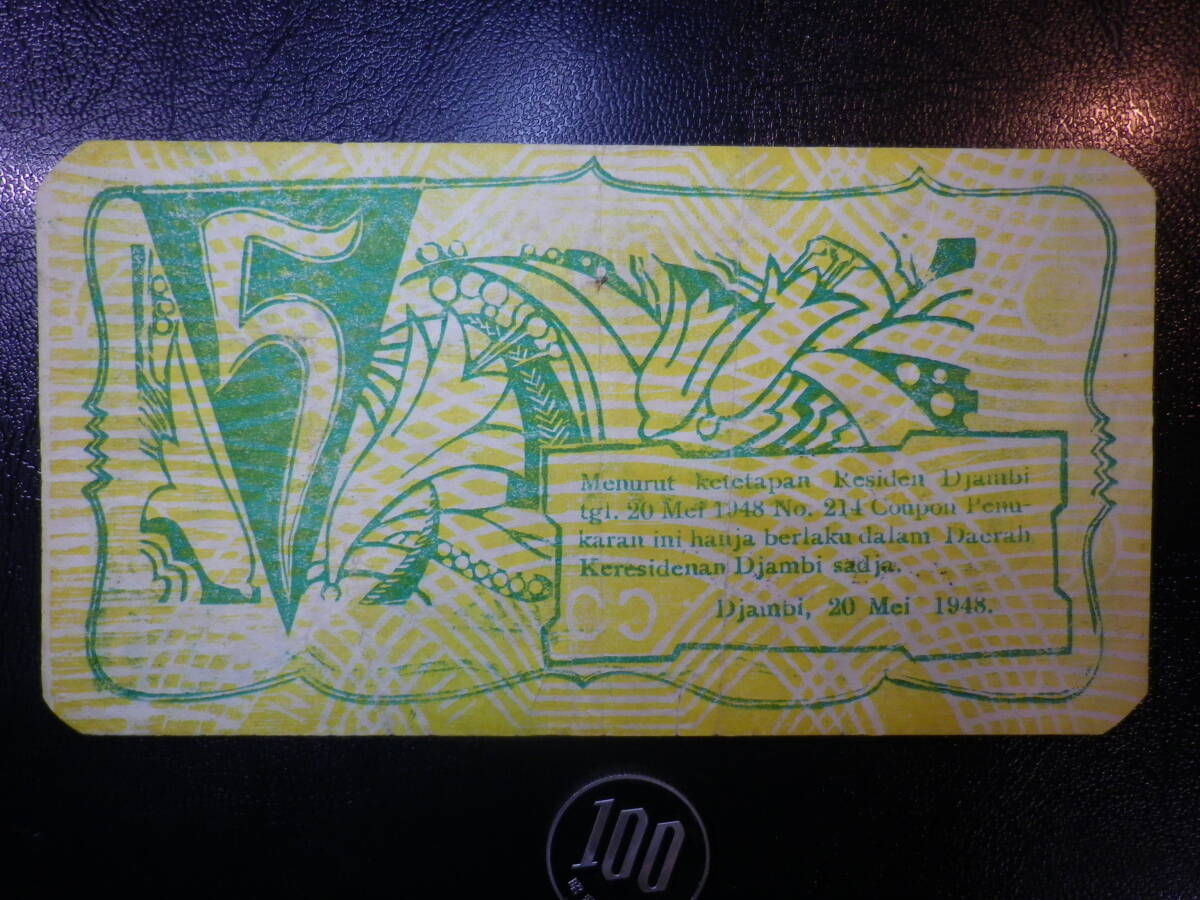 5
Menurut ketetapan Residen Djambi
tgl. 20 Mei 1948 No. 214 Coupon Penu-
karan ini hanja berlaku dalam Daerah
Keresidenan Djambi sadja.
Djambi, 20 Mei 1948.
100